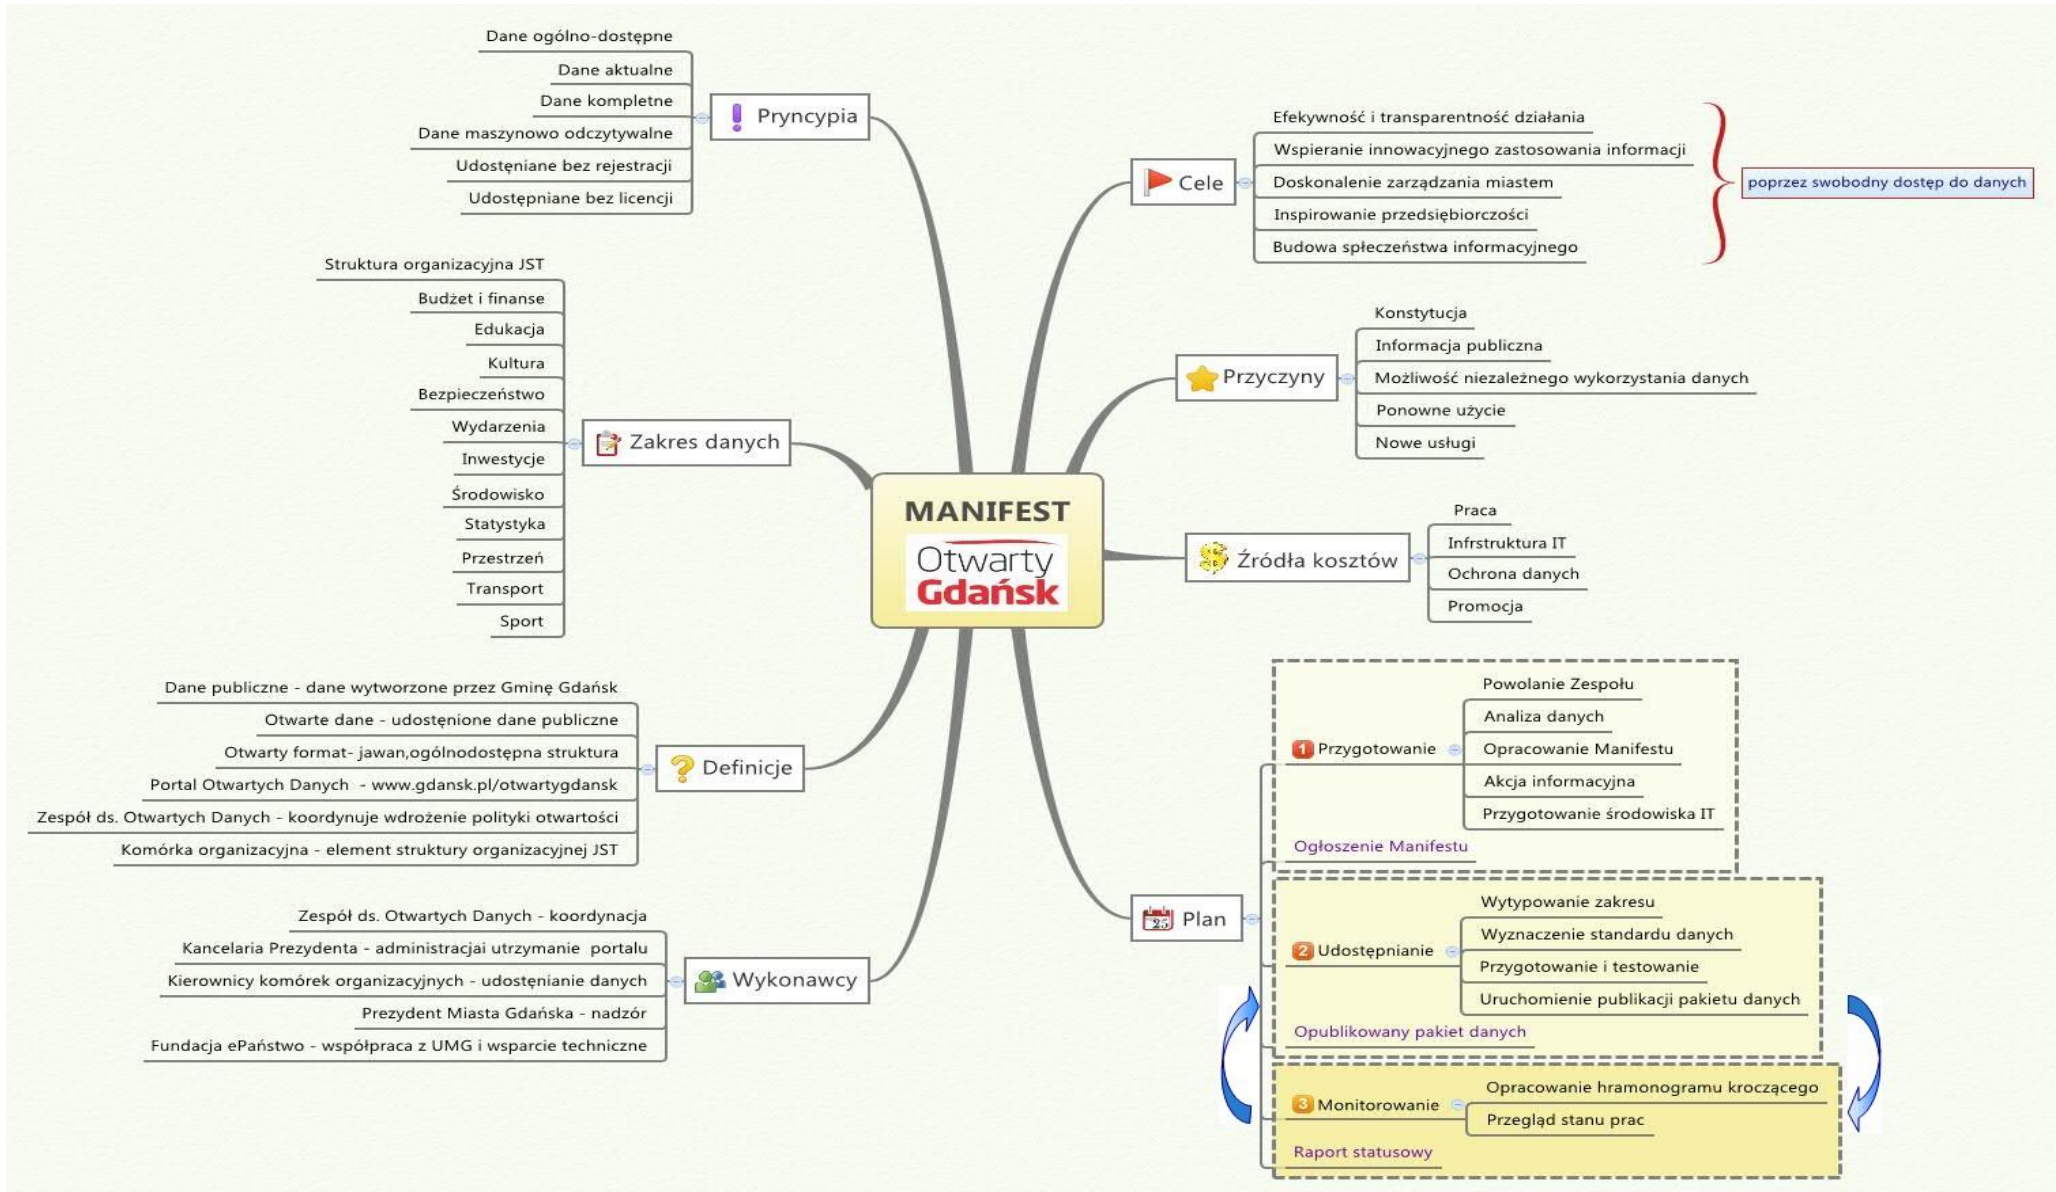 MANIFEST
Otwarty
Gdańsk
Pryncypia
Dane ogólno-dostępne
Dane aktualne
Dane kompletne
Dane maszynowo odczytywalne
Udostęniane bez rejestracji
Udostępniane bez licencji
Zakres danych
Struktura organizacyjna JST
Budżet i finanse
Edukacja
Kultura
Bezpieczeństwo
Wydarzenia
Inwestycje
Środowisko
Statystyka
Przestrzeń
Transport
Sport
Definicje
Dane publiczne - dane wytworzone przez Gminę Gdańsk
Otwarte dane - udostęnione dane publiczne
Otwarty format- jawan,ogólnodostępna struktura
Portal Otwartych Danych - www.gdansk.pl/otwartygdansk
Zespół ds. Otwartych Danych - koordynuje wdrożenie polityki otwartości
Komórka organizacyjna - element struktury organizacyjnej JST
Wykonawcy
Zespół ds. Otwartych Danych - koordynacja
Kancelaria Prezydenta - administracjai utrzymanie portalu
Kierownicy komórek organizacyjnych - udostęnianie danych
Prezydent Miasta Gdańska - nadzór
Fundacja ePaństwo - współpraca z UMG i wsparcie techniczne
Cele
Efekywność i transparentność działania
Wspieranie innowacyjnego zastosowania informacji
Doskonalenie zarządzania miastem
Inspirowanie przedsiębiorczości
Budowa spłeczeństwa informacyjnego
poprzez swobodny dostęp do danych
Przyczyny
Konstytucja
Informacja publiczna
Możliwość niezależnego wykorzystania danych
Ponowne użycie
Nowe usługi
Źródła kosztów
Praca
Infrstruktura IT
Ochrona danych
Promocja
25
Plan
1 Przygotowanie
Powolanie Zespołu
Analiza danych
Opracowanie Manifestu
Akcja informacyjna
Przygotowanie środowiska IT
Ogłoszenie Manifestu
2 Udostępnianie
Wytypowanie zakresu
Wyznaczenie standardu danych
Przygotowanie i testowanie
Uruchomienie publikacji pakietu danych
Opublikowany pakiet danych
3 Monitorowanie
Opracowanie hramonogramu kroczącego
Przegląd stanu prac
Raport statusowy